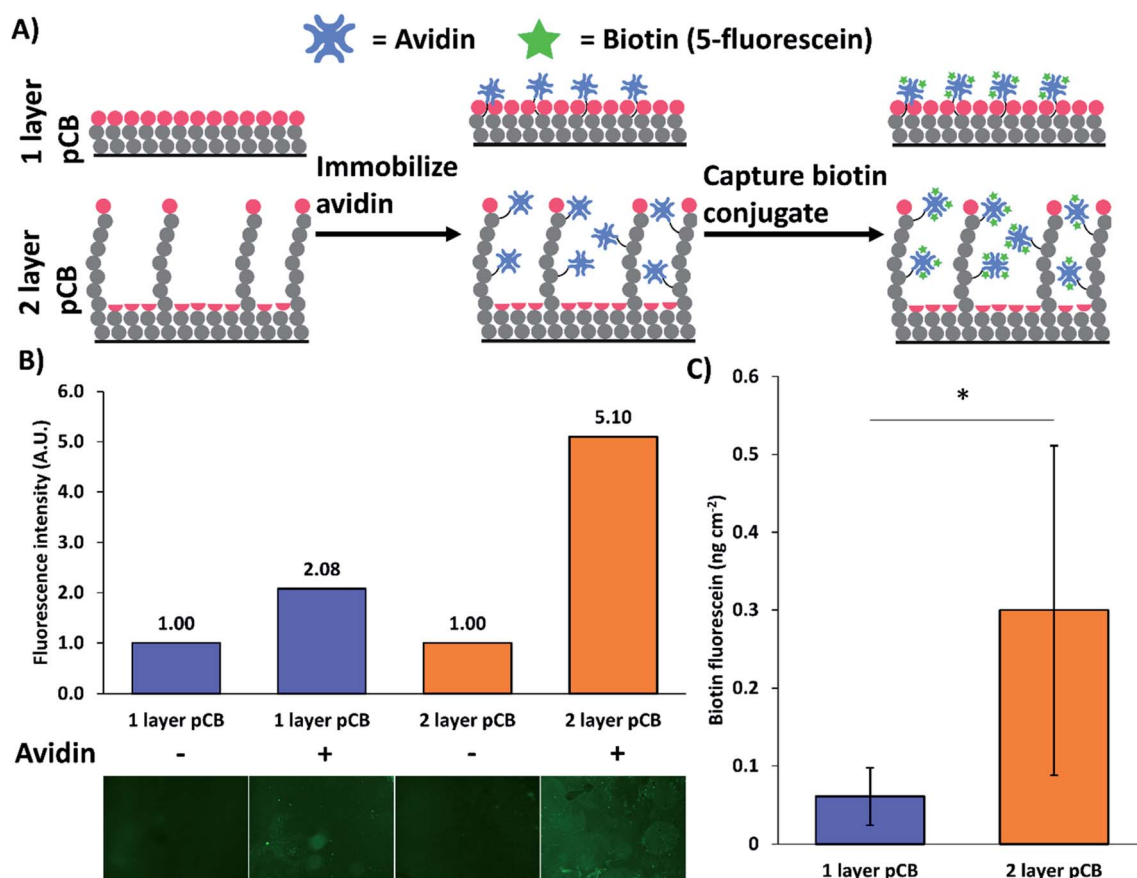 A)
= Avidin
= Biotin (5-fluorescein)
1 layer
pCB
Immobilize
avidin
Capture biotin
conjugate
2 layer
pCB
B)
Fluorescence intensity (A.U.)
6.0
5.0
4.0
3.0
2.0
1.0
0.0
1.00
2.08
1.00
5.10
1 layer pCB
1 layer pCB
2 layer pCB
2 layer pCB
Avidin
-
+
-
+
C)
Biotin fluorescein (ng cm⁻²)
0.6
0.5
0.4
0.3
0.2
0.1
0
*
1 layer pCB
2 layer pCB